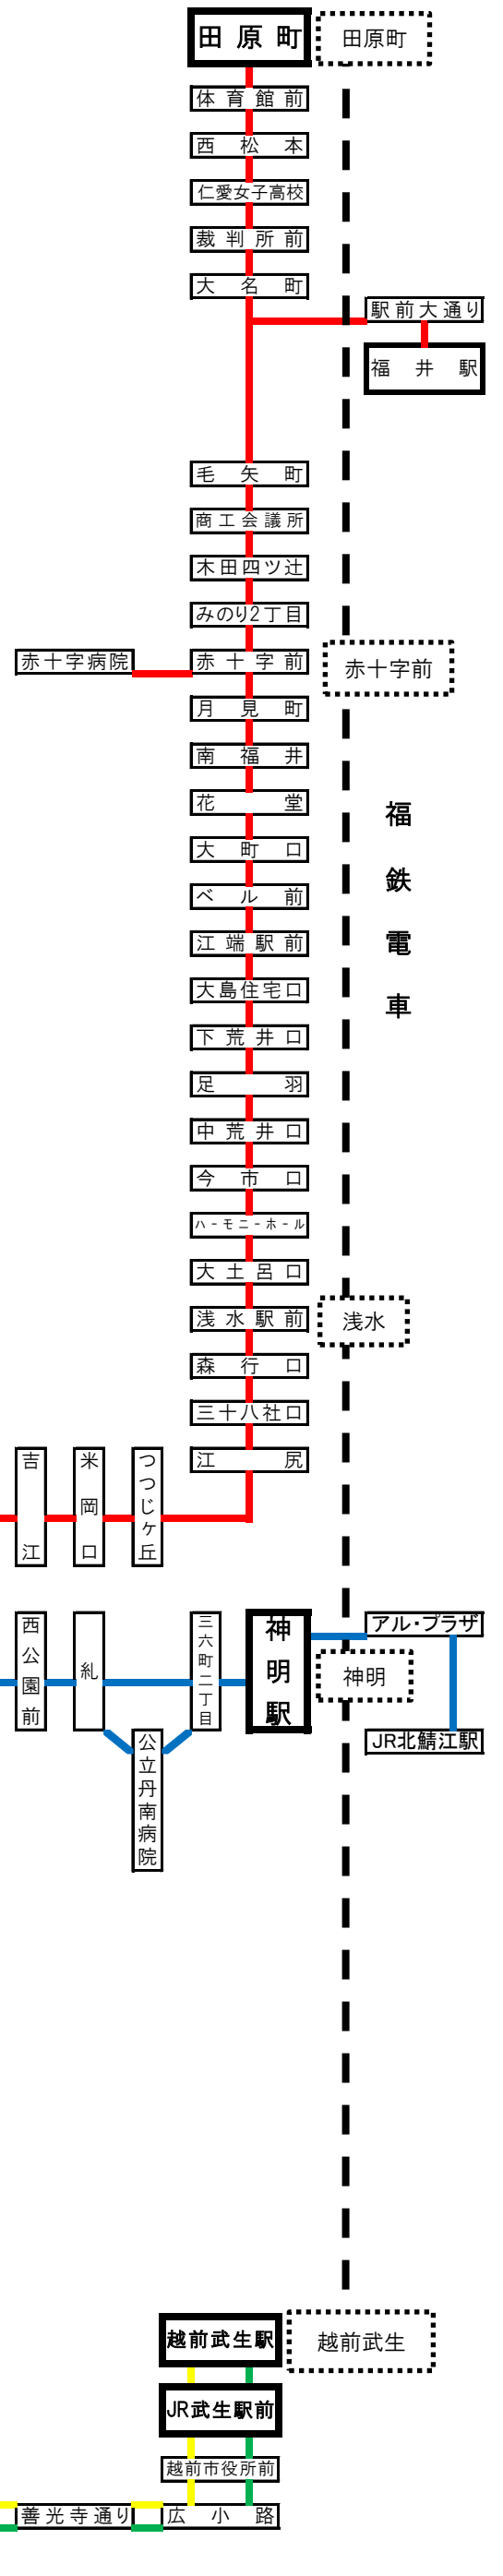 田原町 田原町
体育館前
西松本
仁愛女子高校
裁判所前
大名町
駅前大通り
福井駅
毛矢町
商工会議所
木田四ツ辻
みのり2丁目
赤十字病院 赤十字前 赤十字前
月見町
南福井
花堂
大町口
ベル前
江端駅前
大島住宅口
下荒井口
足羽
中荒井口
今市口
ハーモニーホール
大土呂口
浅水駅前 浅水
森行口
三十八社口
江尻
福鉄電車
吉江
米岡口
つつじヶ丘
西公園前
糺
公立丹南病院
三六町二丁目
神明駅
アル・プラザ
神明
JR北鯖江駅
越前武生駅 越前武生
JR武生駅前
越前市役所前
善光寺通り 広小路